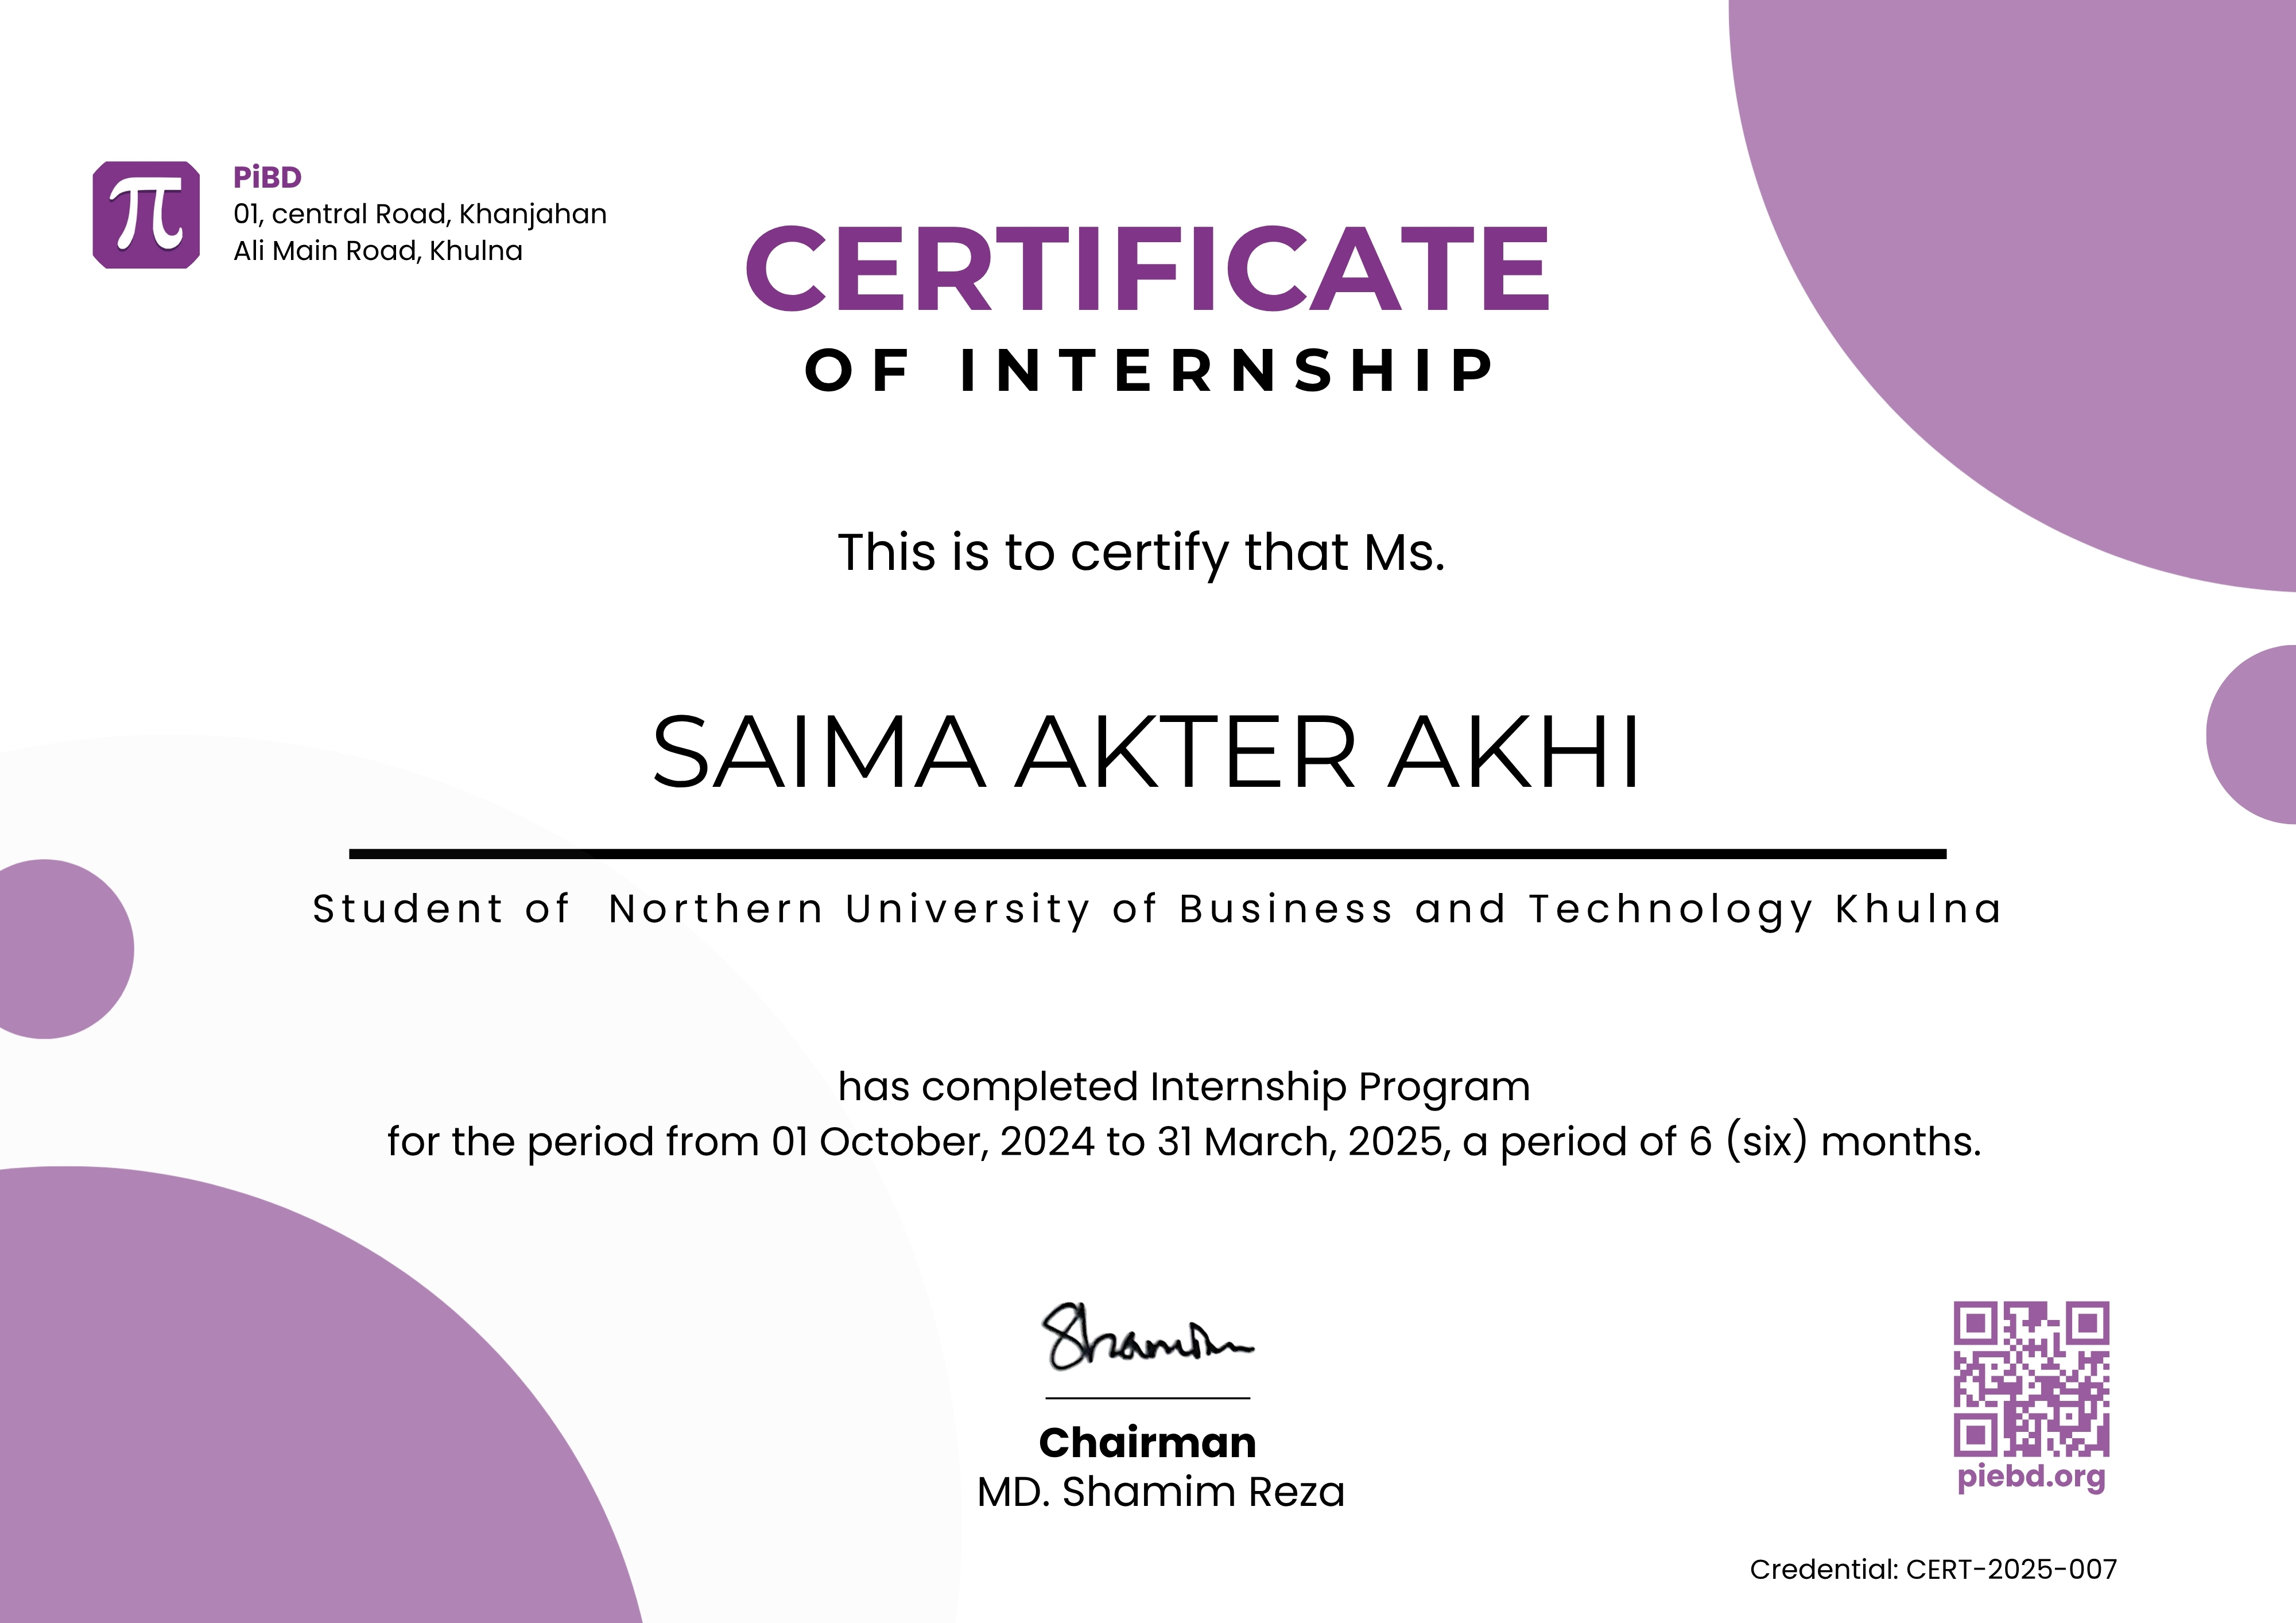 π
PiBD
01, central Road, Khanjahan
Ali Main Road, Khulna
CERTIFICATE
OF INTERNSHIP
This is to certify that Ms.
SAIMA AKTER AKHI
Student of Northern University of Business and Technology Khulna
has completed Internship Program
for the period from 01 October, 2024 to 31 March, 2025, a period of 6 (six) months.
Shamim
Chairman
MD. Shamim Reza
piebd.org
Credential: CERT-2025-007